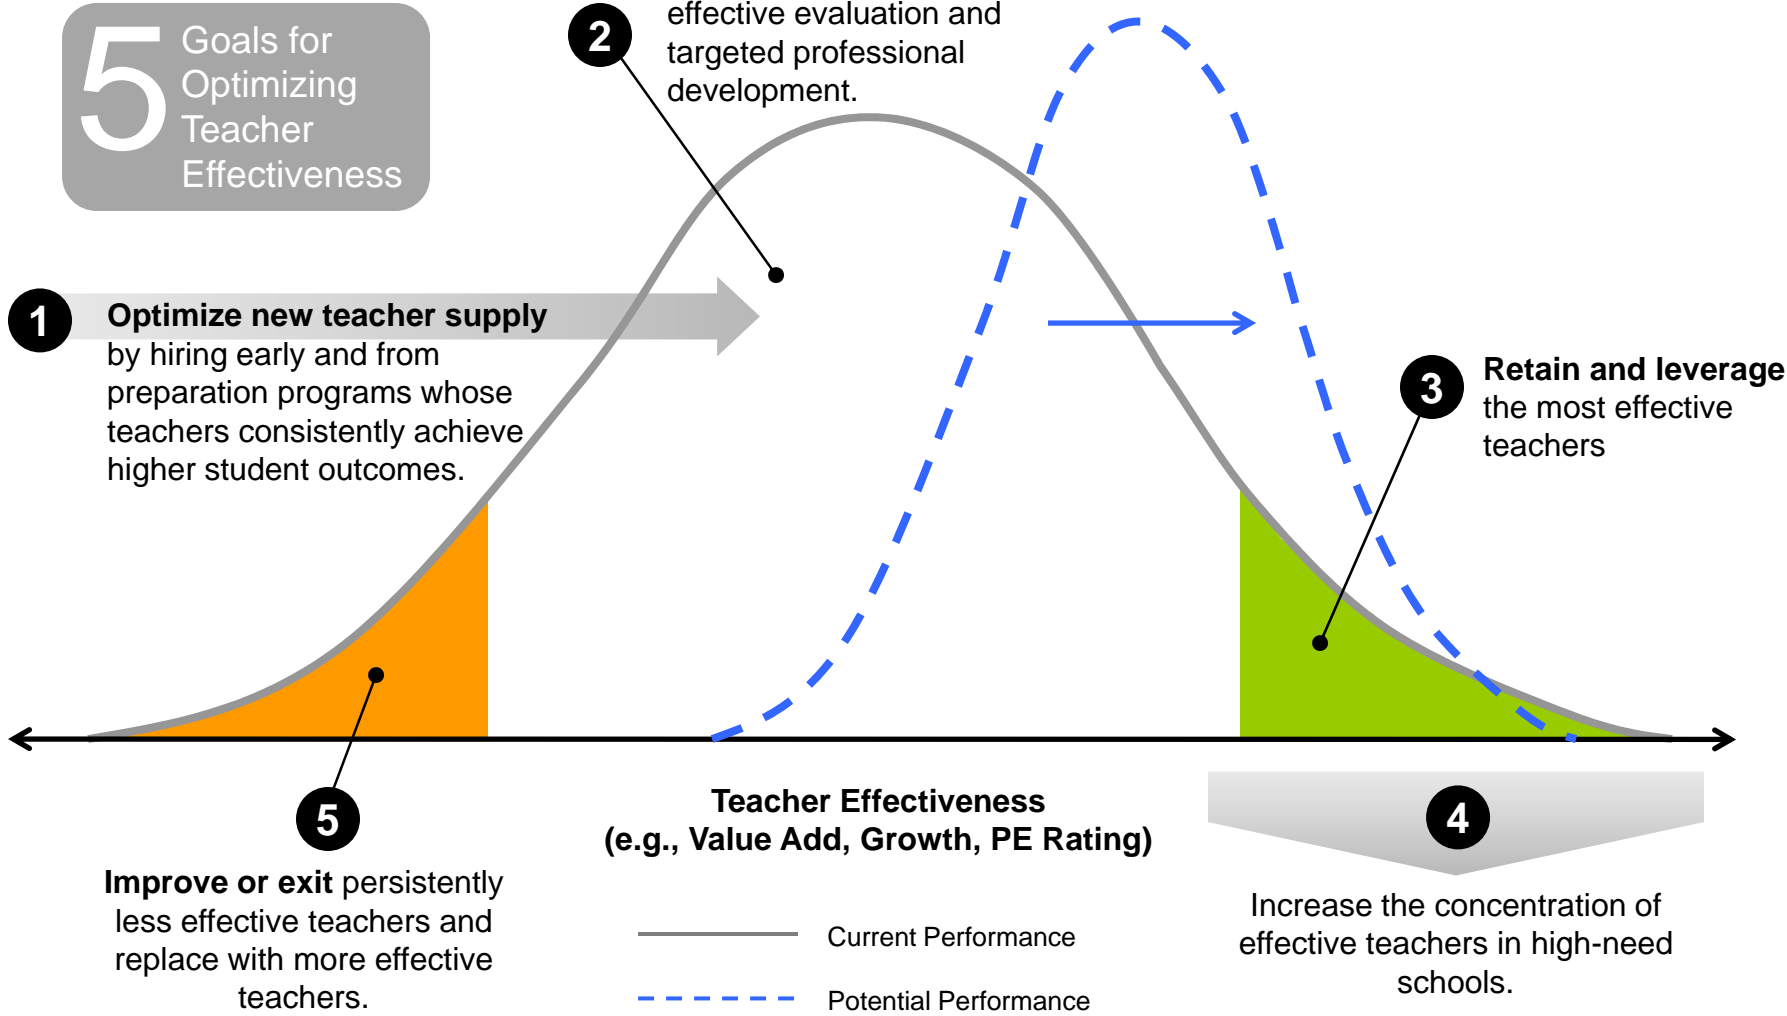 5
Goals for
Optimizing
Teacher
Effectiveness
2
effective evaluation and
targeted professional
development.
1
Optimize new teacher supply
by hiring early and from
preparation programs whose
teachers consistently achieve
higher student outcomes.
3
Retain and leverage
the most effective
teachers
5
Improve or exit persistently
less effective teachers and
replace with more effective
teachers.
Teacher Effectiveness
(e.g., Value Add, Growth, PE Rating)
Current Performance
Potential Performance
4
Increase the concentration of
effective teachers in high-need
schools.